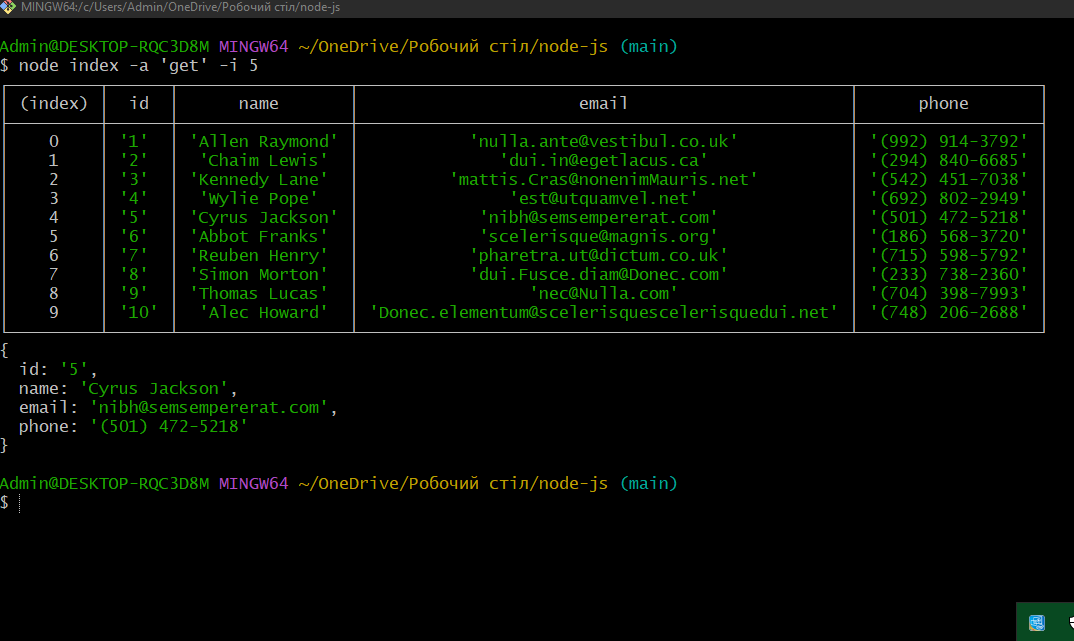 MINGW64:/c/Users/Admin/OneDrive/Робочий стіл/node-js
Admin@DESKTOP-RQC3D8M MINGW64 ~/OneDrive/Робочий стіл/node-js (main)
$ node index -a 'get' -i 5
(index) id name email phone
0 '1' 'Allen Raymond' 'nulla.ante@vestibul.co.uk' '(992) 914-3792'
1 '2' 'Chaim Lewis' 'dui.in@egetlacus.ca' '(294) 840-6685'
2 '3' 'Kennedy Lane' 'mattis.Cras@nonenimMauris.net' '(542) 451-7038'
3 '4' 'Wylie Pope' 'est@utquamvel.net' '(692) 802-2949'
4 '5' 'Cyrus Jackson' 'nibh@semsempererat.com' '(501) 472-5218'
5 '6' 'Abbot Franks' 'scelerisque@magnis.org' '(186) 568-3720'
6 '7' 'Reuben Henry' 'pharetra.ut@dictum.co.uk' '(715) 598-5792'
7 '8' 'Simon Morton' 'dui.Fusce.diam@Donec.com' '(233) 738-2360'
8 '9' 'Thomas Lucas' 'nec@Nulla.com' '(704) 398-7993'
9 '10' 'Alec Howard' 'Donec.elementum@scelerisquescelerisquedui.net' '(748) 206-2688'
{
id: '5',
name: 'Cyrus Jackson',
email: 'nibh@semsempererat.com',
phone: '(501) 472-5218'
}
Admin@DESKTOP-RQC3D8M MINGW64 ~/OneDrive/Робочий стіл/node-js (main)
$